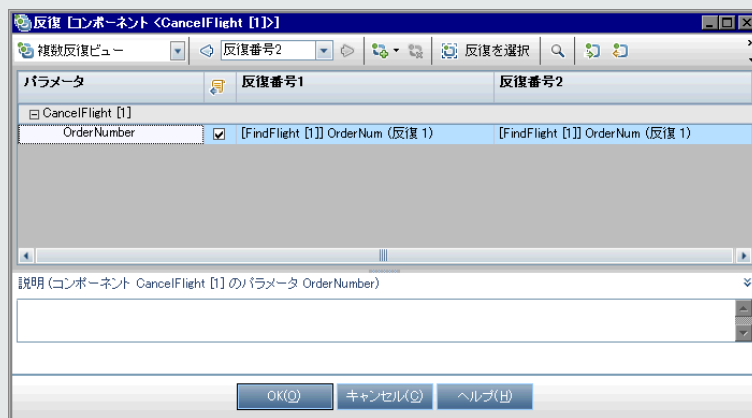 反復 [コンポーネント <CancelFlight [1]>]
複数反復ビュー 反復番号2 反復を選択
パラメータ 反復番号1 反復番号2
CancelFlight [1]
OrderNumber [FindFlight [1]] OrderNum (反復 1) [FindFlight [1]] OrderNum (反復 1)
説明 (コンポーネント CancelFlight [1] のパラメータ OrderNumber)
OK(O) キャンセル(C) ヘルプ(H)